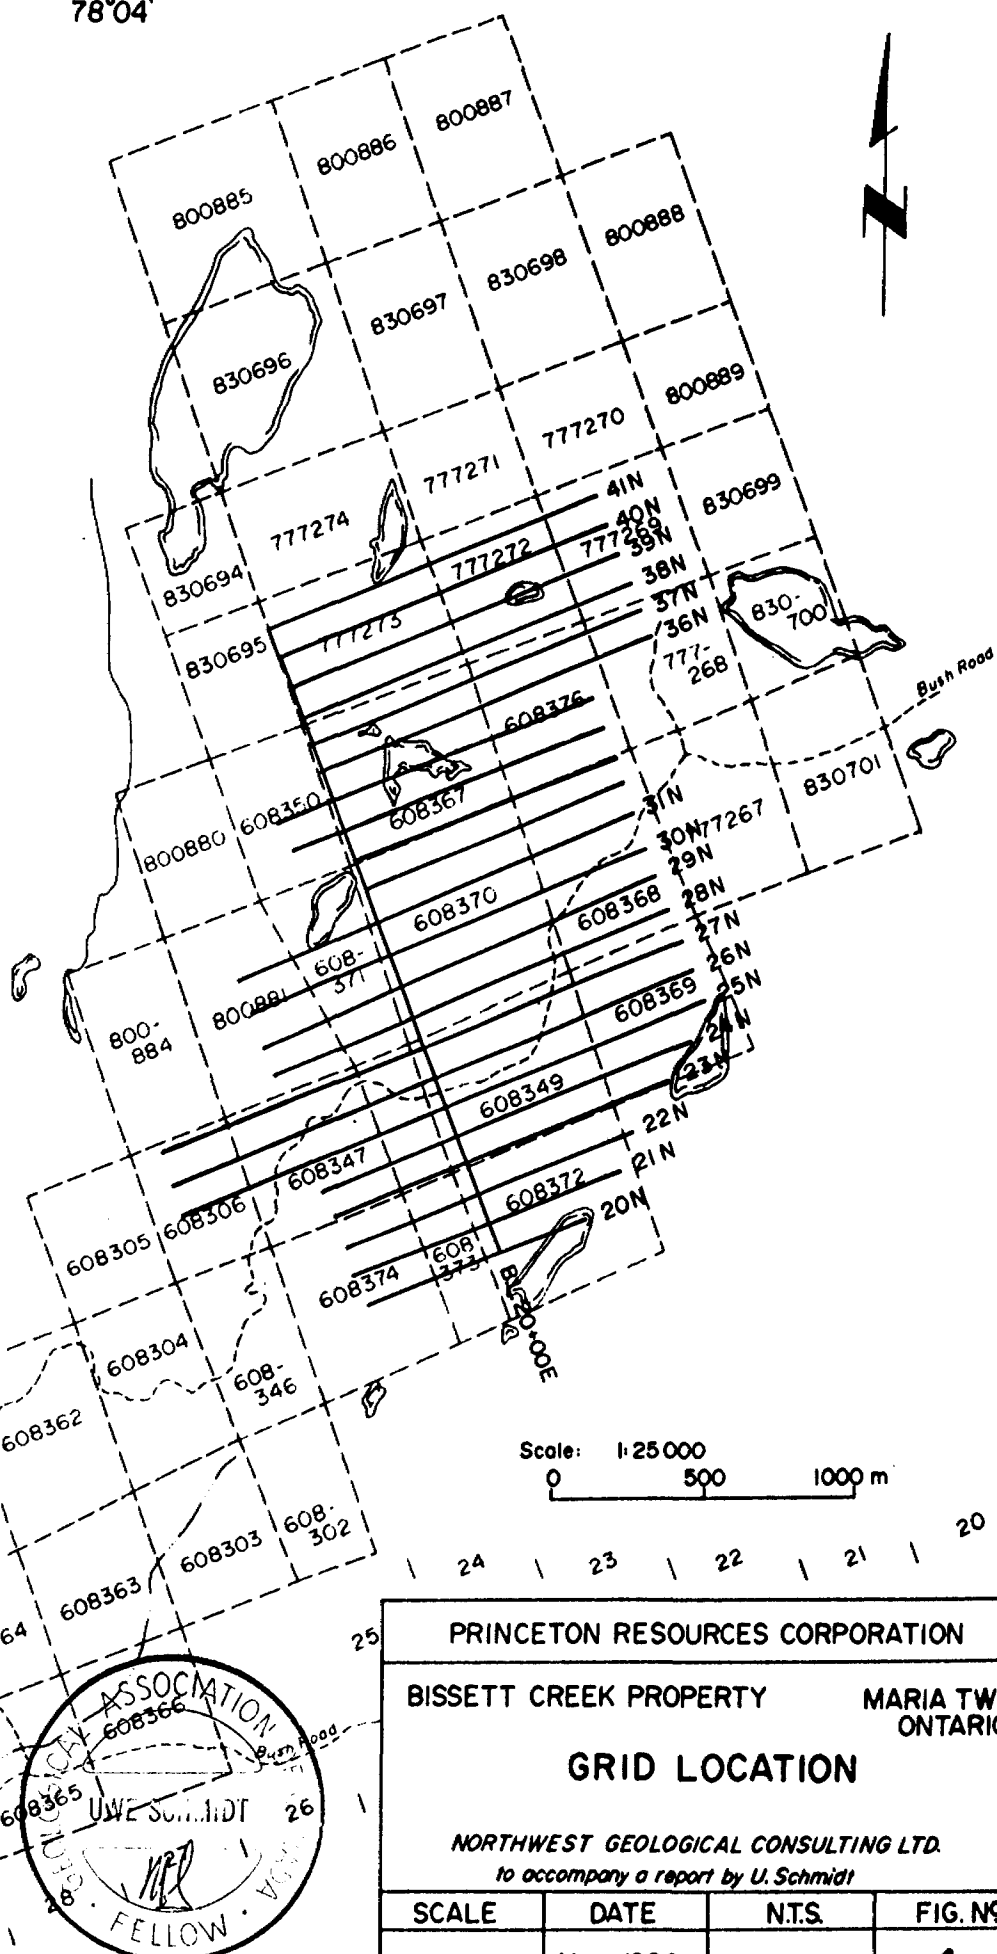 78°04'
800887
800886
800885
800888
830698
830697
830696
800889
777270
777271
830699
777274
41N
40N
777269
39N
777272
38N
830694
37N
830-
700
777273
36N
830695
777-
268
Bush Road
608376
830701
608350
31N
608367
77267
30N
800880
29N
28N
608370
608368
27N
608-
371
26N
800881
25N
608369
800-
884
24N
23N
608349
22N
608347
21N
608372
608306
20N
608305
608
373
608374
BL 20+00E
608304
608-
346
608362
Scale: 1:25000
0 500 1000 m
608-
302
608303
20
21
22
23
24
608363
64
25
PRINCETON RESOURCES CORPORATION
BISSETT CREEK PROPERTY
MARIA TW
ONTARIO
GRID LOCATION
NORTHWEST GEOLOGICAL CONSULTING LTD.
to accompany a report by U. Schmidt
SCALE DATE N.T.S. FIG. Nº
608366
Bush Road
608365
26
27
28
GEOLOGICAL ASSOCIATION
UWE SCHMIDT
FELLOW